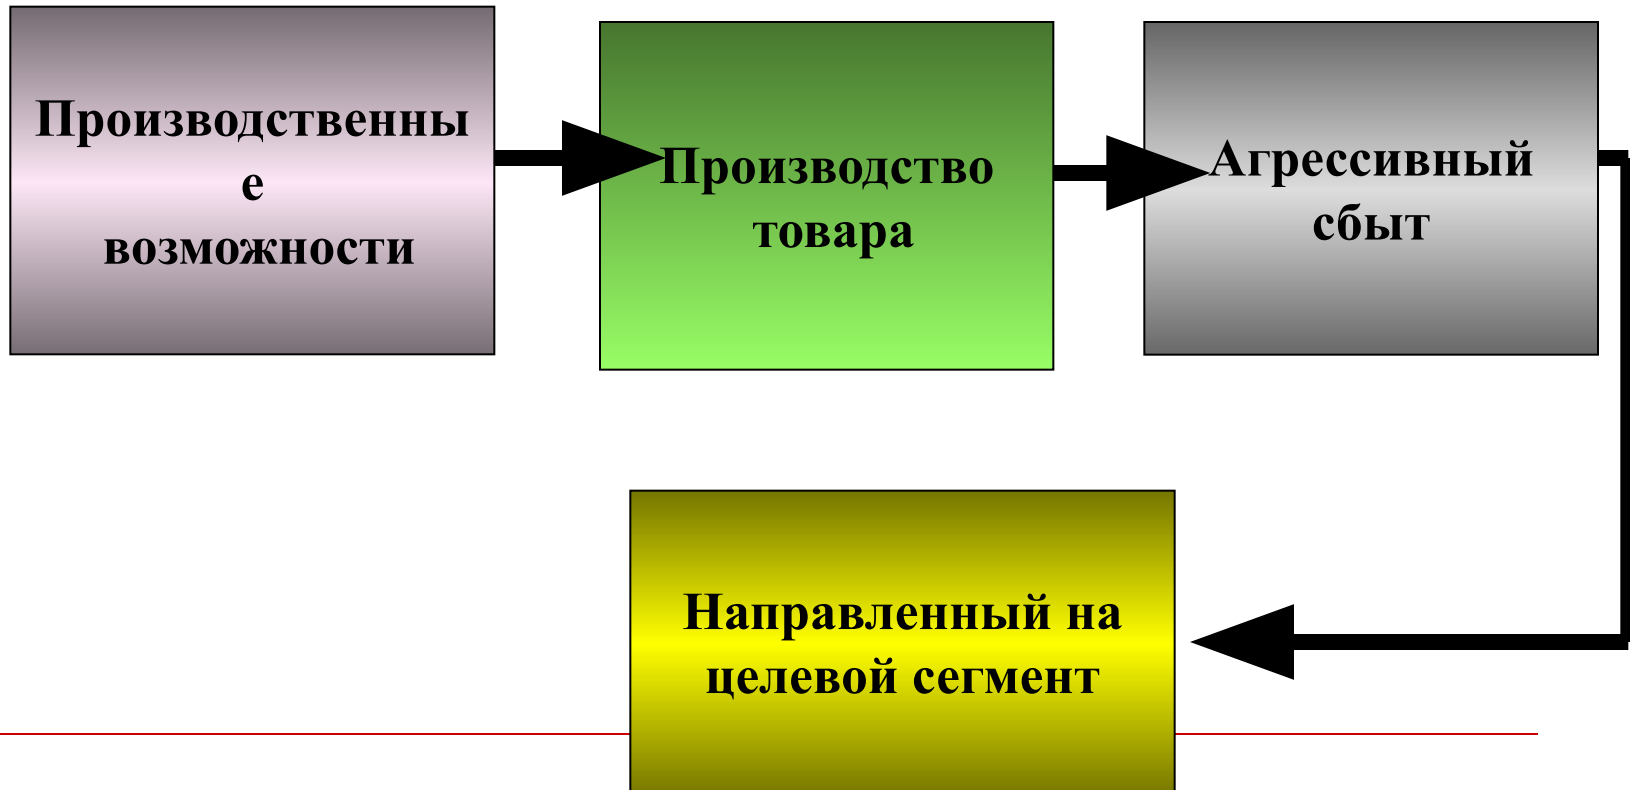 Производственны
е
возможности
Производство
товара
Агрессивный
сбыт
Направленный на
целевой сегмент